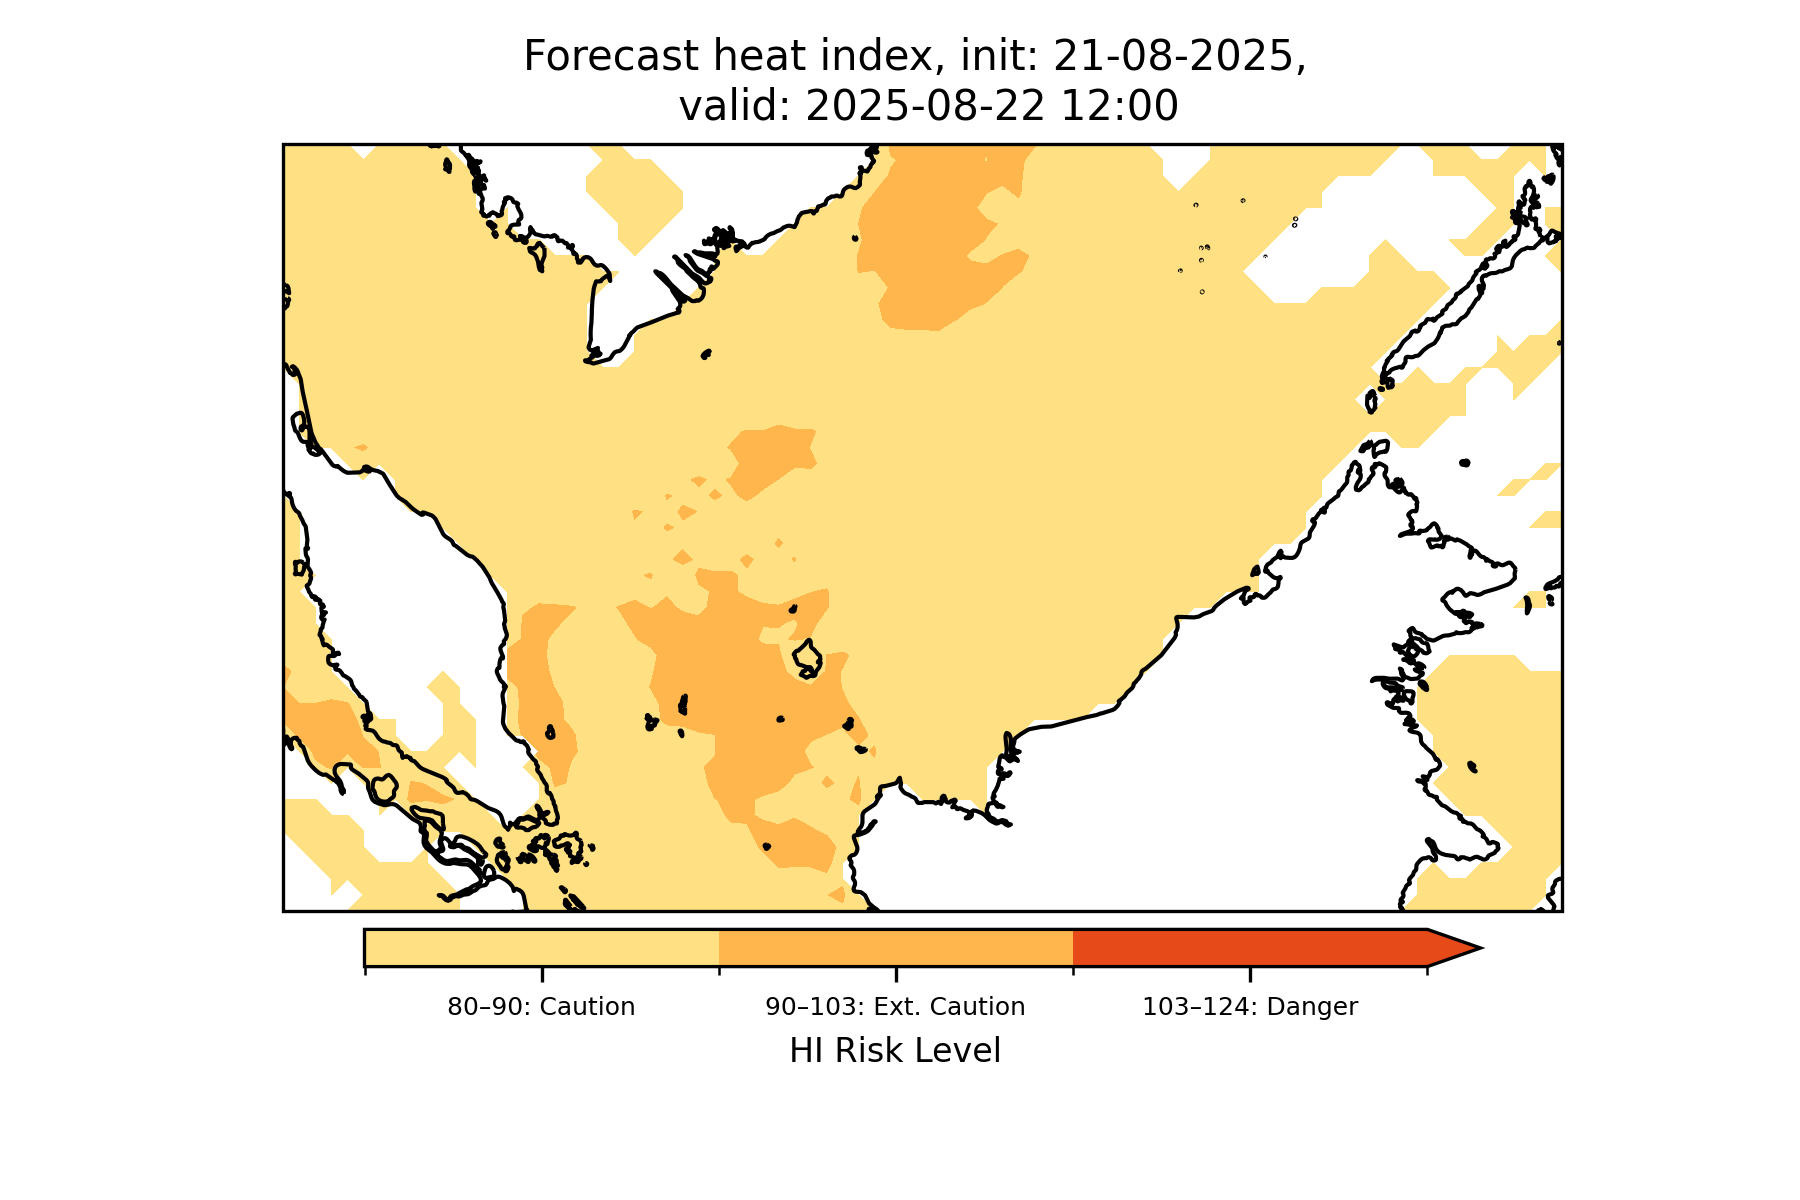 Forecast heat index, init: 21-08-2025,
valid: 2025-08-22 12:00
80–90: Caution
90–103: Ext. Caution
103–124: Danger
HI Risk Level